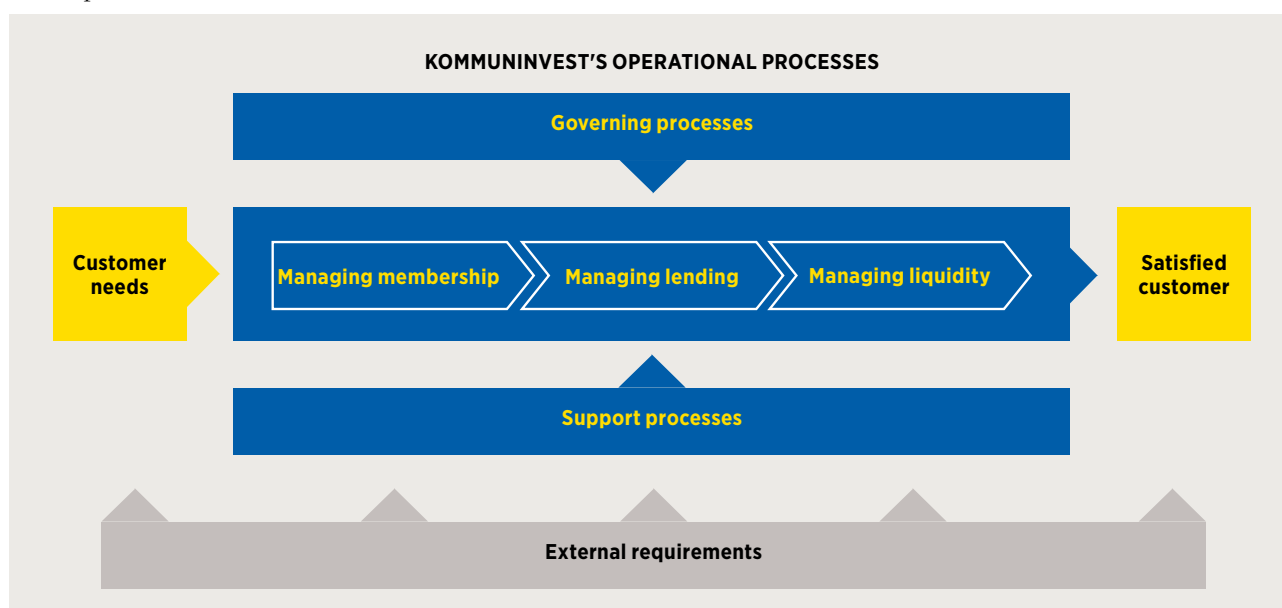 KOMMUNINVEST'S OPERATIONAL PROCESSES
Governing processes
Customer
needs
Managing membership
Managing lending
Managing liquidity
Satisfied
customer
Support processes
External requirements